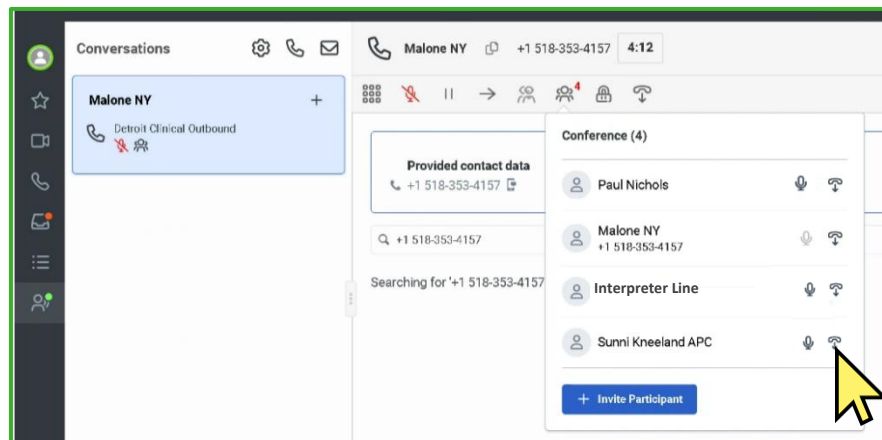 Conversations
Malone NY
+1 518-353-4157
4:12
Malone NY
Detroit Clinical Outbound
4
Conference (4)
Provided contact data
+1 518-353-4157
+1 518-353-4157
Searching for '+1 518-353-4157
Paul Nichols
Malone NY
+1 518-353-4157
Interpreter Line
Sunni Kneeland APC
+ Invite Participant